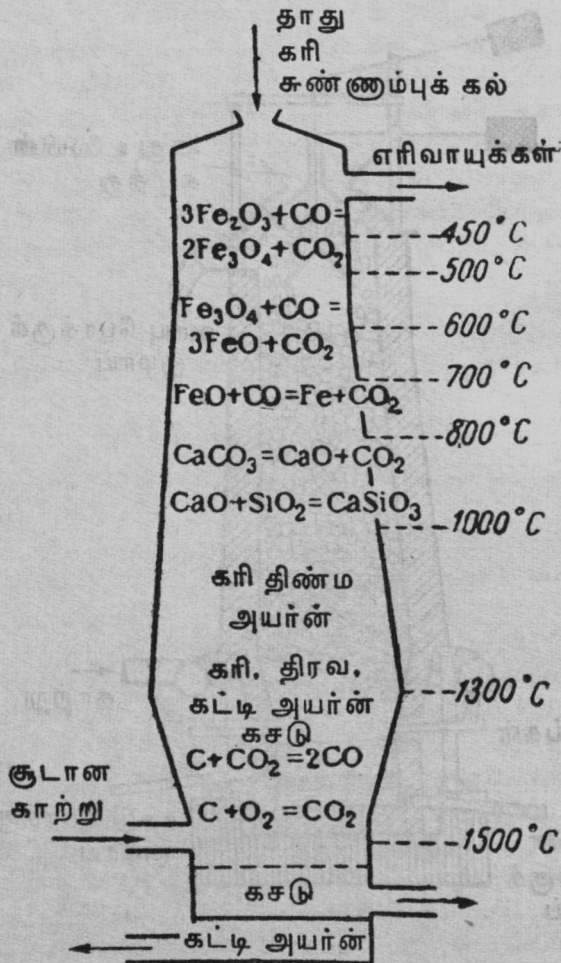 தாது
கரி
சுண்ணாம்புக் கல்
எரிவாயுக்கள்
3Fe₂O₃+CO=
450°C
2Fe₃O₄+CO₂
500°C
Fe₃O₄+CO =
600°C
3FeO+CO₂
700°C
FeO+CO=Fe+CO₂
800°C
CaCO₃=CaO+CO₂
CaO+SiO₂=CaSiO₃
1000°C
கரி திண்ம
அயர்ன்
கரி. திரவ.
1300°C
கட்டி அயர்ன்
கசடு
C+CO₂=2CO
சூடான
காற்று
C+O₂=CO₂
1500°C
கசடு
கட்டி அயர்ன்